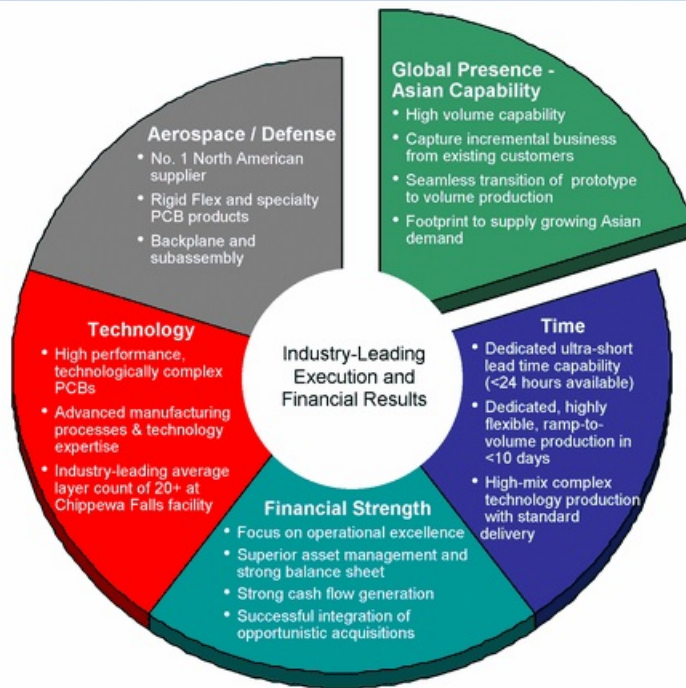 Global Presence -
Asian Capability
• High volume capability
• Capture incremental business
from existing customers
• Seamless transition of prototype
to volume production
• Footprint to supply growing Asian
demand
Aerospace / Defense
• No. 1 North American
supplier
• Rigid Flex and specialty
PCB products
• Backplane and
subassembly
Technology
• High performance,
technologically complex
PCBs
• Advanced manufacturing
processes & technology
expertise
• Industry-leading average
layer count of 20+ at
Chippewa Falls facility
Industry-Leading
Execution and
Financial Results
Time
• Dedicated ultra-short
lead time capability
(<24 hours available)
• Dedicated, highly
flexible, ramp-to-
volume production in
<10 days
• High-mix complex
technology production
with standard
delivery
Financial Strength
• Focus on operational excellence
• Superior asset management and
strong balance sheet
• Strong cash flow generation
• Successful integration of
opportunistic acquisitions